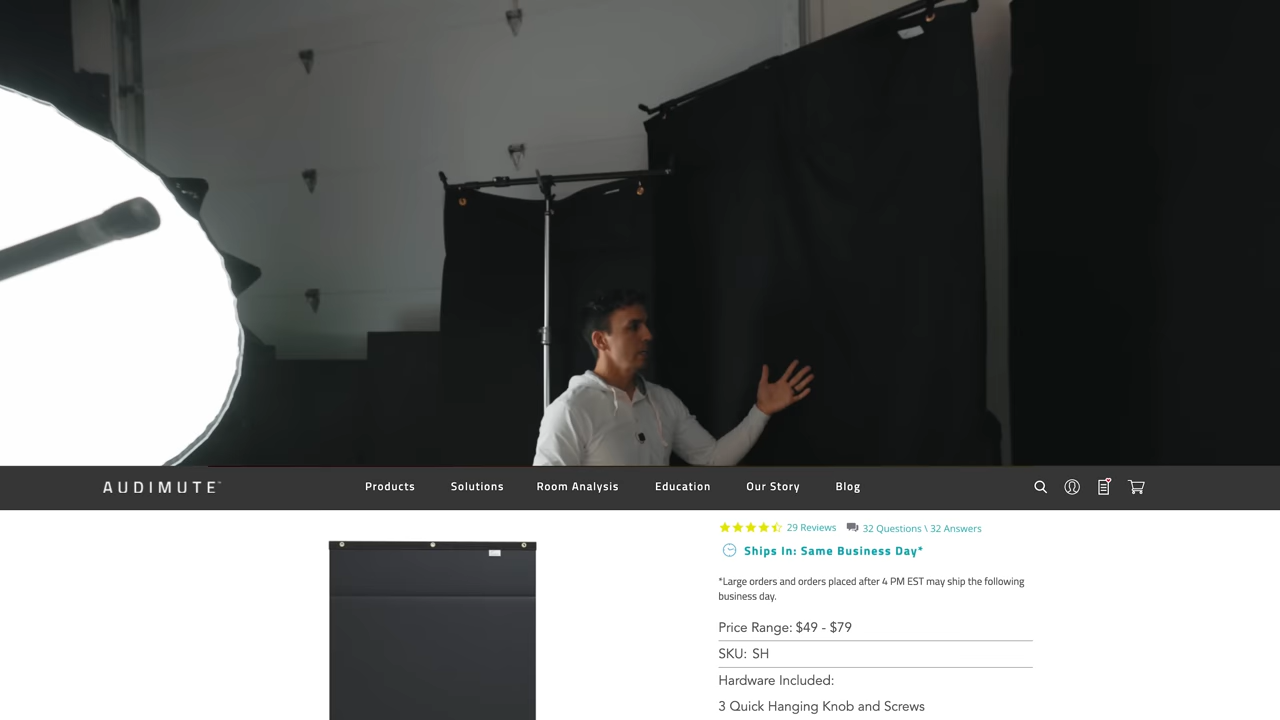 AUDIMUTE™
Products Solutions Room Analysis Education Our Story Blog
29 Reviews 32 Questions \ 32 Answers
Ships In: Same Business Day*
*Large orders and orders placed after 4 PM EST may ship the following
business day.
Price Range: $49 - $79
SKU: SH
Hardware Included:
3 Quick Hanging Knob and Screws